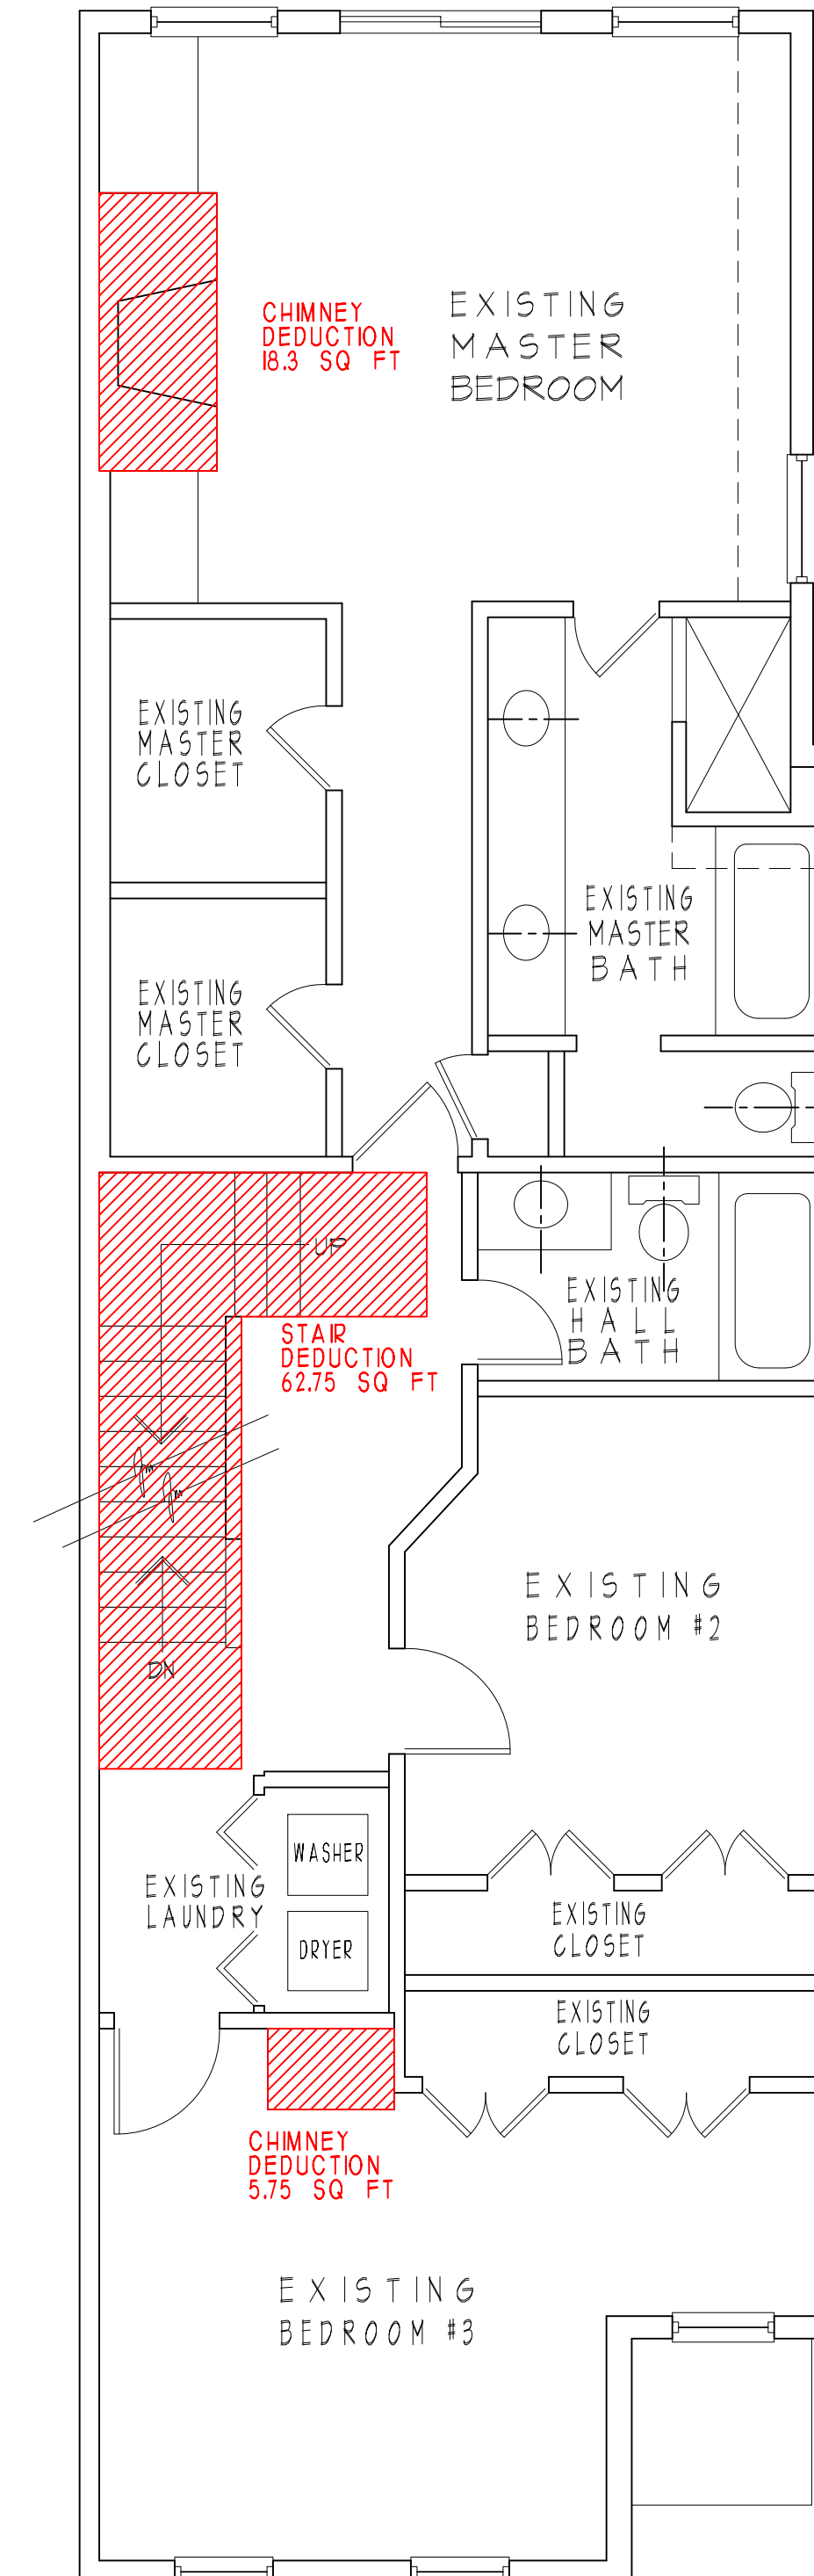 CHIMNEY
DEDUCTION
18.3 SQ FT
EXISTING
MASTER
BEDROOM
EXISTING
MASTER
CLOSET
EXISTING
MASTER
BATH
EXISTING
MASTER
CLOSET
UP
STAIR
DEDUCTION
62.75 SQ FT
EXISTING
HALL
BATH
EXISTING
BEDROOM #2
DN
WASHER
EXISTING
LAUNDRY
DRYER
EXISTING
CLOSET
EXISTING
CLOSET
CHIMNEY
DEDUCTION
5.75 SQ FT
EXISTING
BEDROOM #3